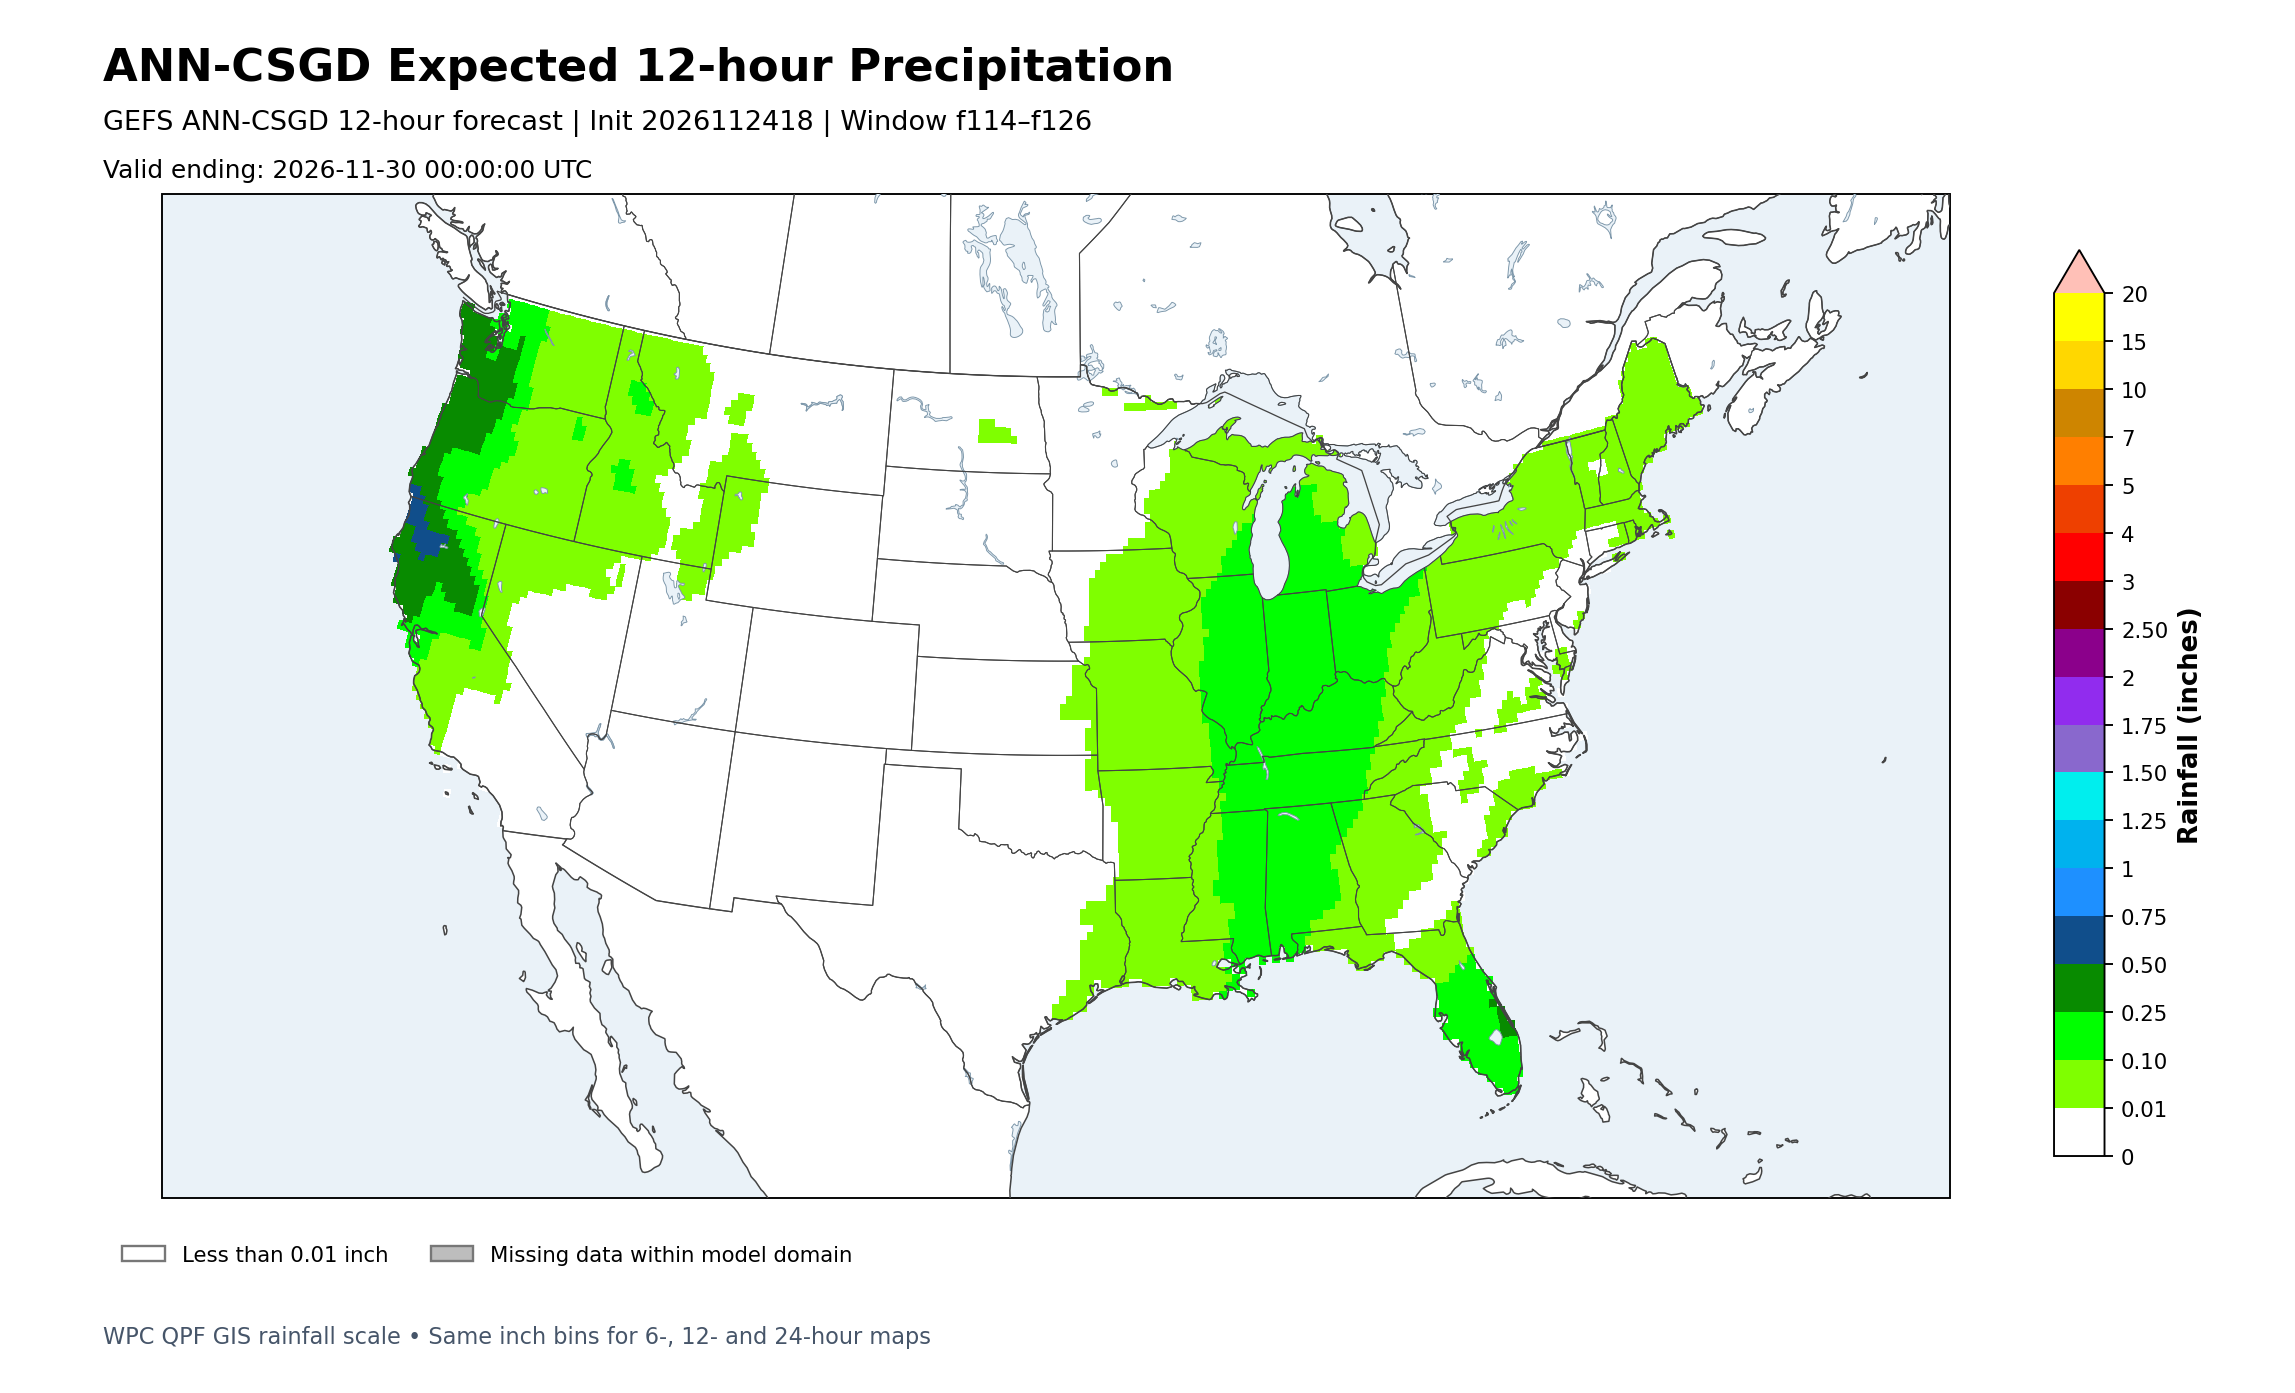 ANN-CSGD Expected 12-hour Precipitation
GEFS ANN-CSGD 12-hour forecast | Init 2026112418 | Window f114–f126
Valid ending: 2026-11-30 00:00:00 UTC
20
15
10
7
5
4
3
2.50
2
1.75
1.50
1.25
1
0.75
0.50
0.25
0.10
0.01
0
Rainfall (inches)
Less than 0.01 inch
Missing data within model domain
WPC QPF GIS rainfall scale • Same inch bins for 6-, 12- and 24-hour maps